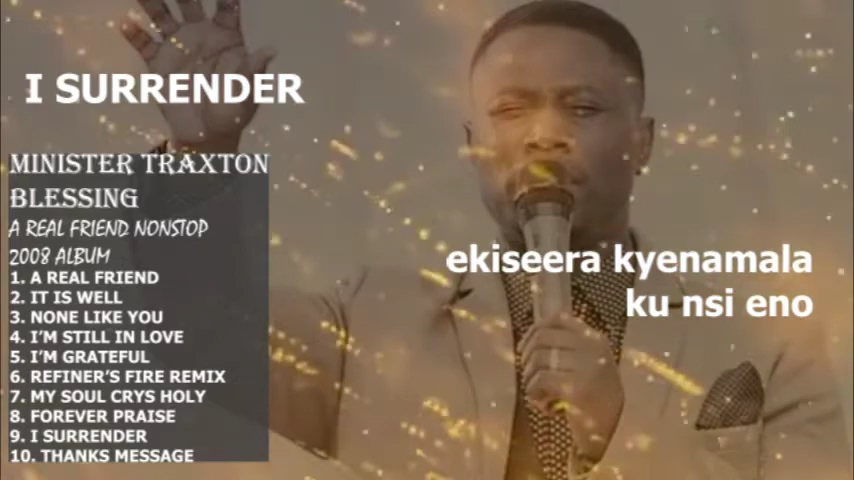 I SURRENDER
MINISTER TRAXTON
BLESSING
A REAL FRIEND NONSTOP
2008 ALBUM
1. A REAL FRIEND
2. IT IS WELL
3. NONE LIKE YOU
4. I'M STILL IN LOVE
5. I'M GRATEFUL
6. REFINER'S FIRE REMIX
7. MY SOUL CRYS HOLY
8. FOREVER PRAISE
9. I SURRENDER
10. THANKS MESSAGE
ekiseera kyenamala
ku nsi eno